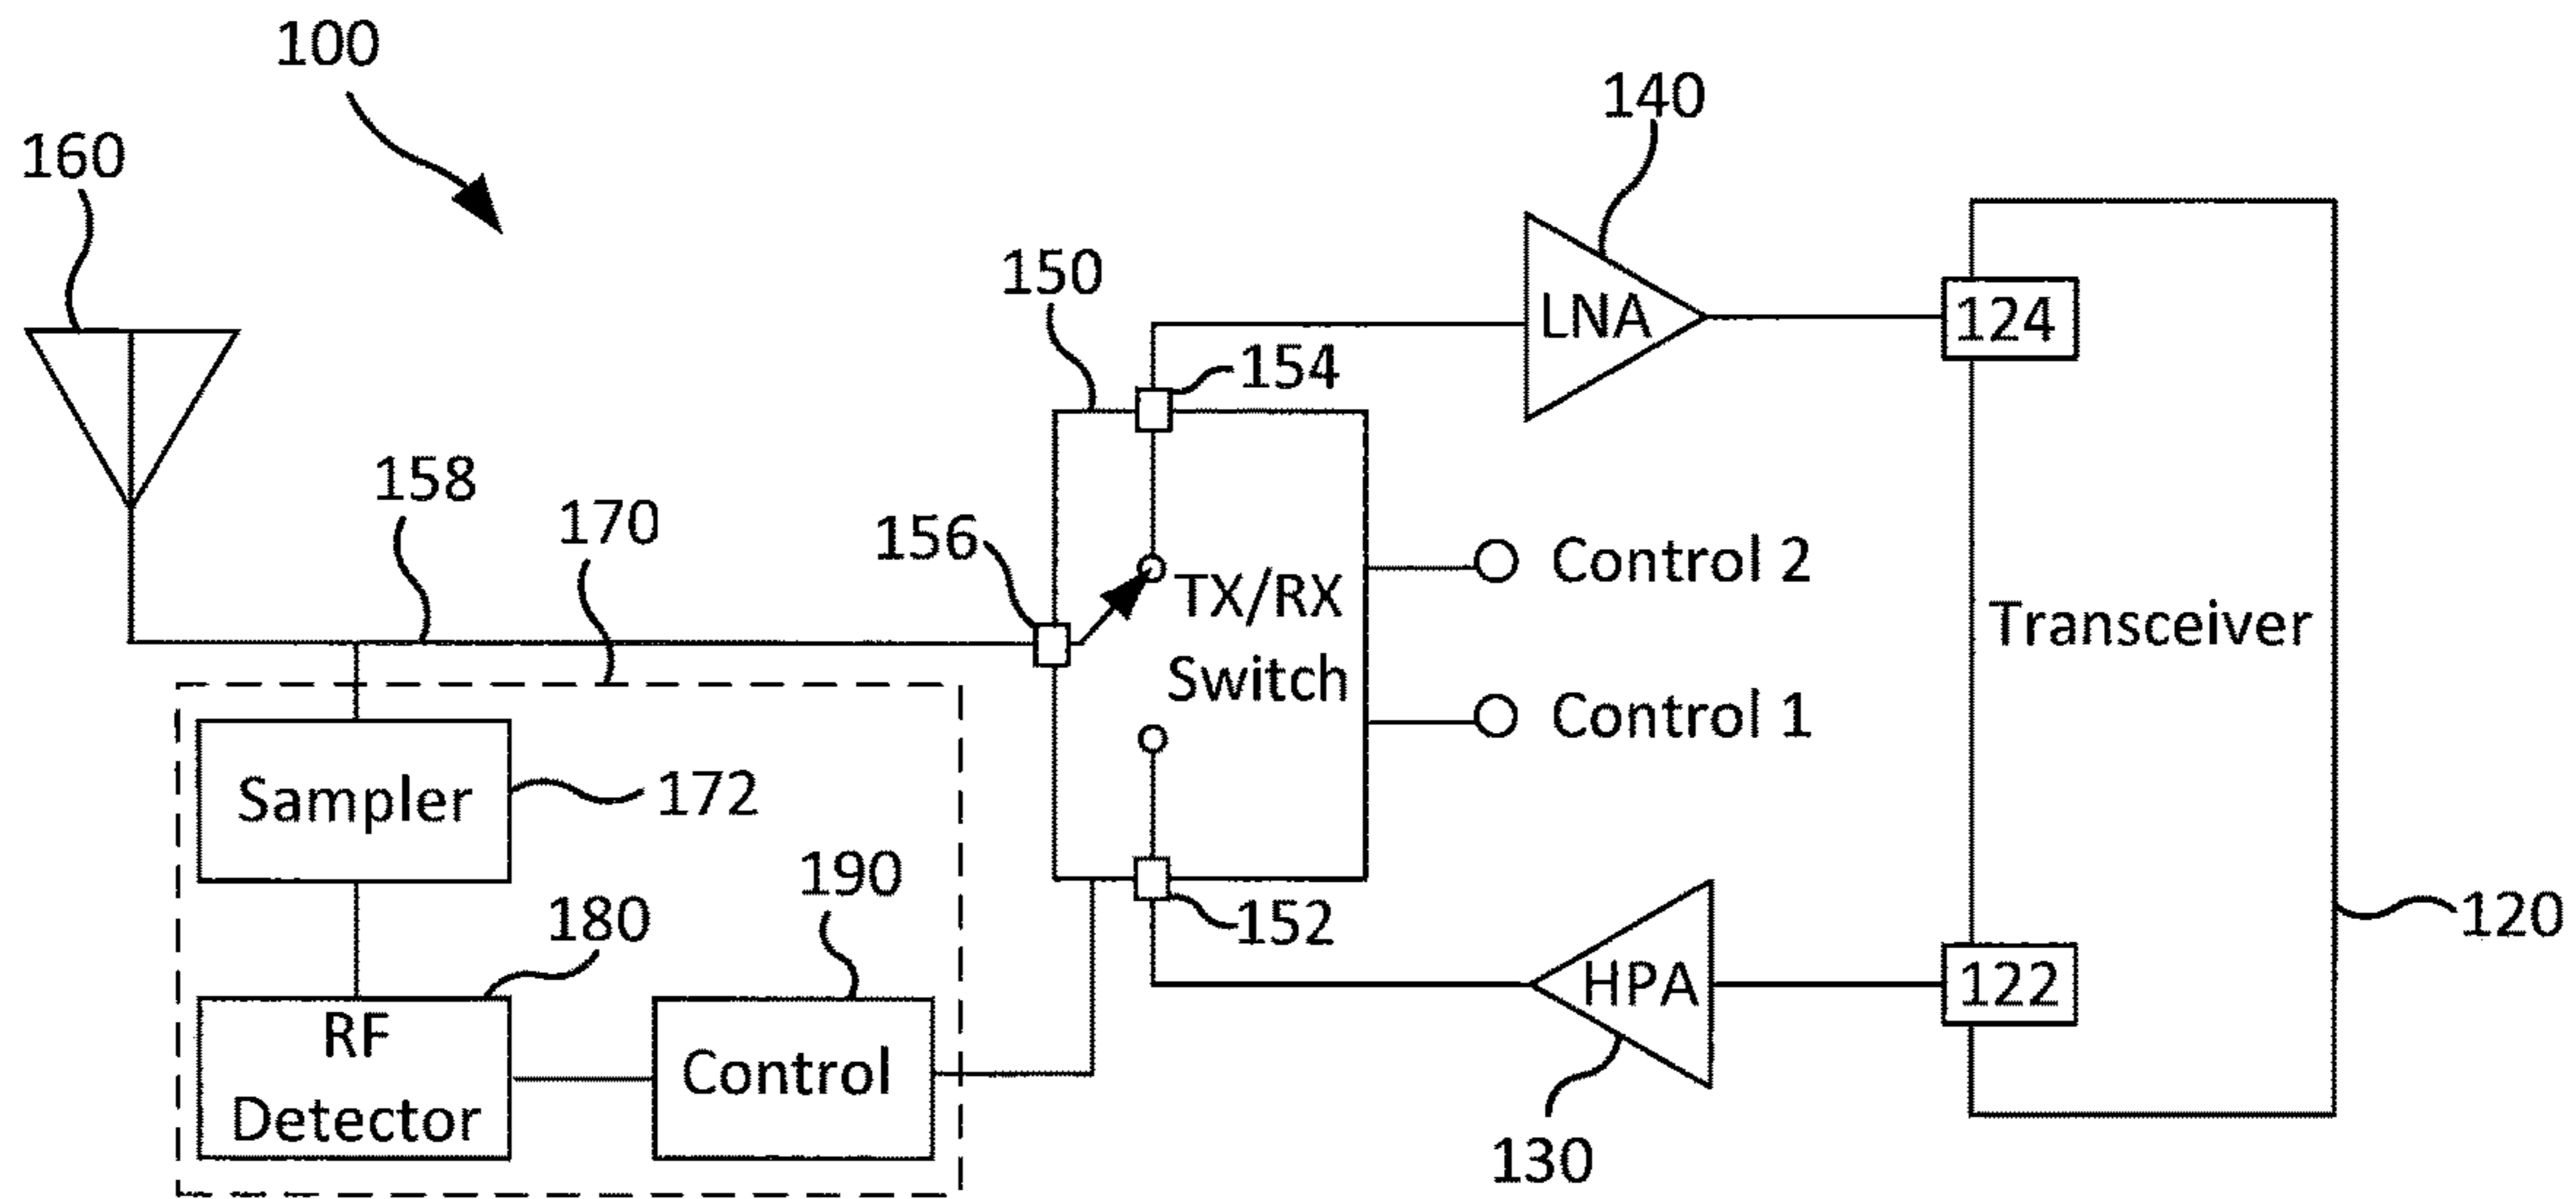 100
140
160
150
LNA
124
154
158
170
156
Control 2
TX/RX
Switch
Transceiver
Control 1
Sampler
172
190
180
152
120
RF
Detector
Control
HPA
122
130